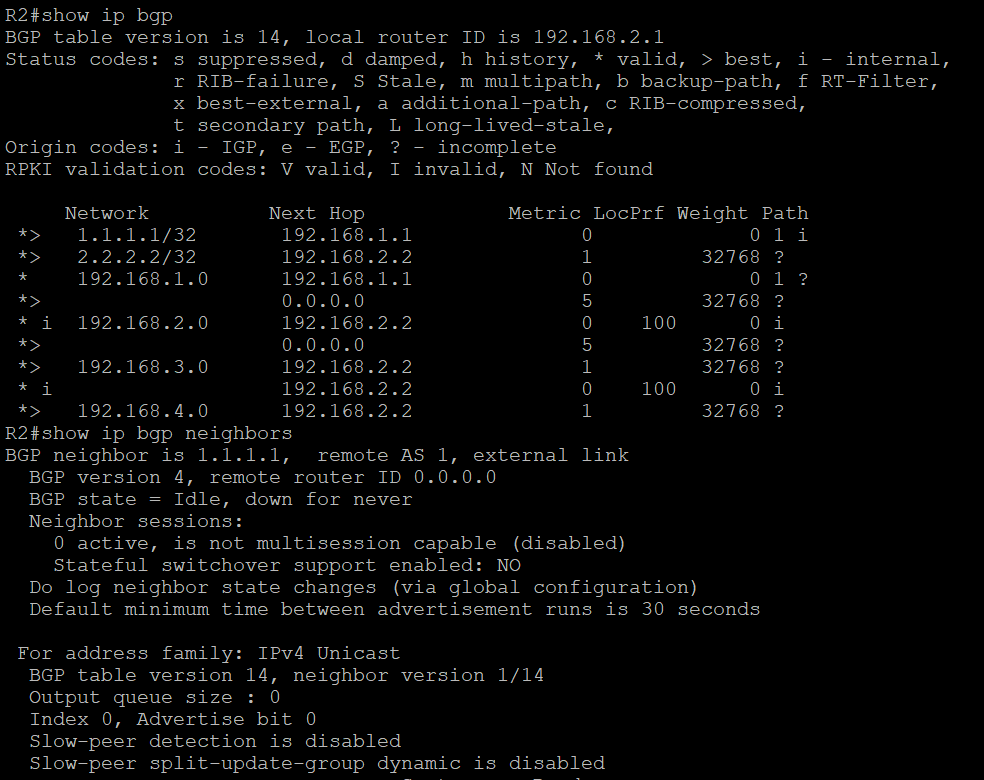 R2#show ip bgp
BGP table version is 14, local router ID is 192.168.2.1
Status codes: s suppressed, d damped, h history, * valid, > best, i - internal,
              r RIB-failure, S Stale, m multipath, b backup-path, f RT-Filter,
              x best-external, a additional-path, c RIB-compressed,
              t secondary path, L long-lived-stale,
Origin codes: i - IGP, e - EGP, ? - incomplete
RPKI validation codes: V valid, I invalid, N Not found

     Network          Next Hop            Metric LocPrf Weight Path
 *>   1.1.1.1/32       192.168.1.1              0             0 1 i
 *>   2.2.2.2/32       192.168.2.2              1         32768 ?
 *    192.168.1.0      192.168.1.1              0             0 1 ?
 *>                    0.0.0.0                  5         32768 ?
 * i  192.168.2.0      192.168.2.2              0    100      0 i
 *>                    0.0.0.0                  5         32768 ?
 *>   192.168.3.0      192.168.2.2              1         32768 ?
 * i                   192.168.2.2              0    100      0 i
 *>   192.168.4.0      192.168.2.2              1         32768 ?
R2#show ip bgp neighbors
BGP neighbor is 1.1.1.1,  remote AS 1, external link
  BGP version 4, remote router ID 0.0.0.0
  BGP state = Idle, down for never
  Neighbor sessions:
    0 active, is not multisession capable (disabled)
    Stateful switchover support enabled: NO
  Do log neighbor state changes (via global configuration)
  Default minimum time between advertisement runs is 30 seconds

 For address family: IPv4 Unicast
  BGP table version 14, neighbor version 1/14
  Output queue size : 0
  Index 0, Advertise bit 0
  Slow-peer detection is disabled
  Slow-peer split-update-group dynamic is disabled